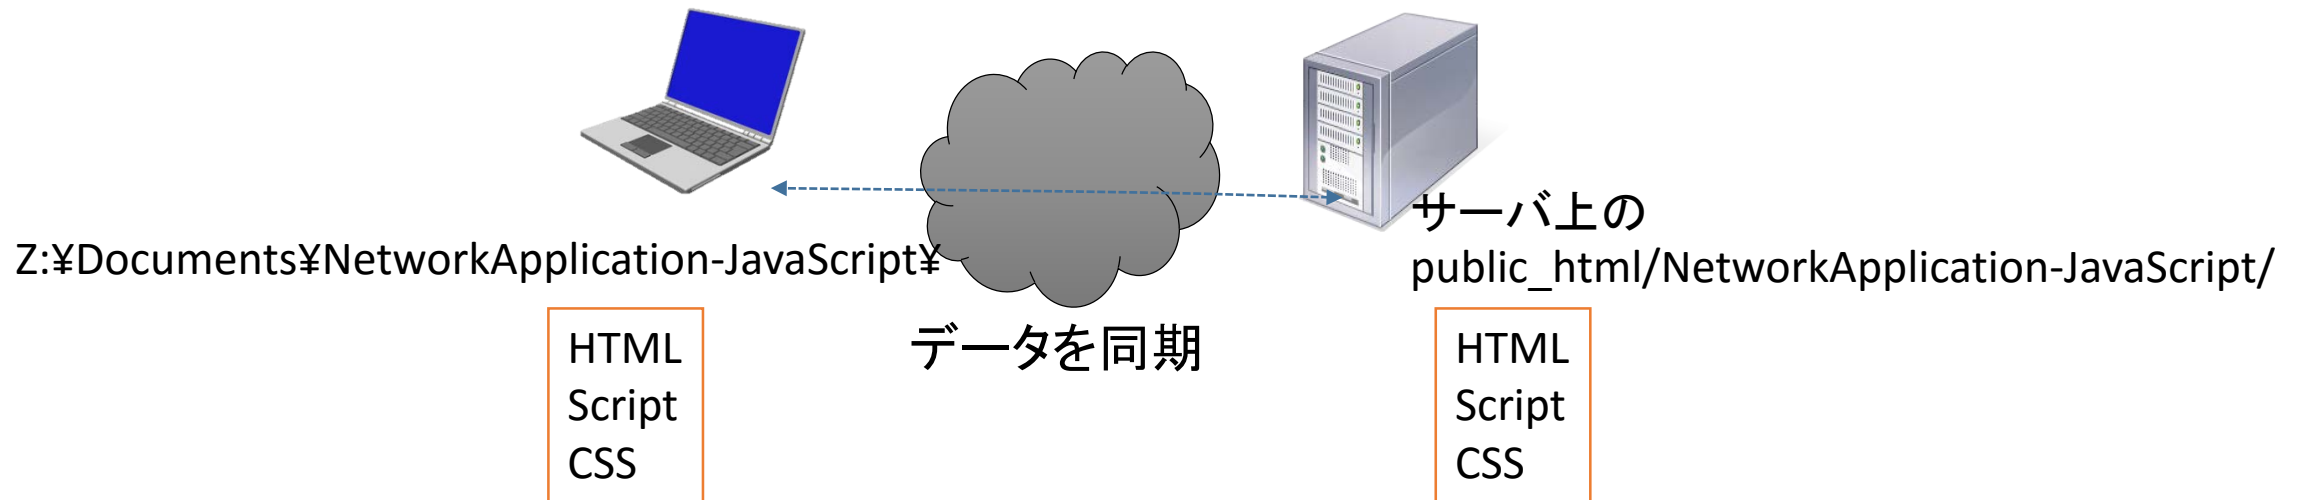 サーバ上の
Z:¥Documents¥NetworkApplication-JavaScript¥
public_html/NetworkApplication-JavaScript/
データを同期
HTML
Script
CSS
HTML
Script
CSS